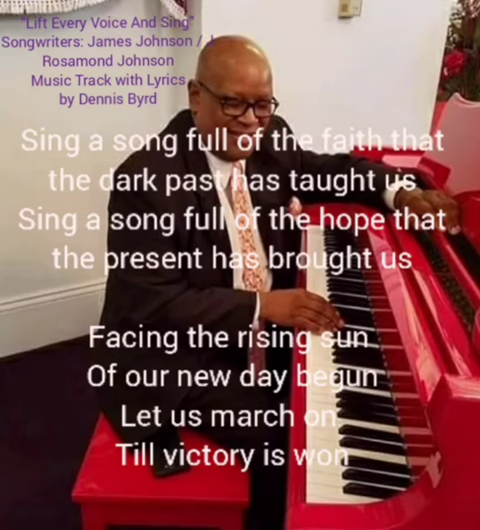 "Lift Every Voice And Sing"
Songwriters: James Johnson / J.
Rosamond Johnson
Music Track with Lyrics
by Dennis Byrd
Sing a song full of the faith that
the dark past has taught us
Sing a song full of the hope that
the present has brought us
Facing the rising sun
Of our new day begun
Let us march on
Till victory is won